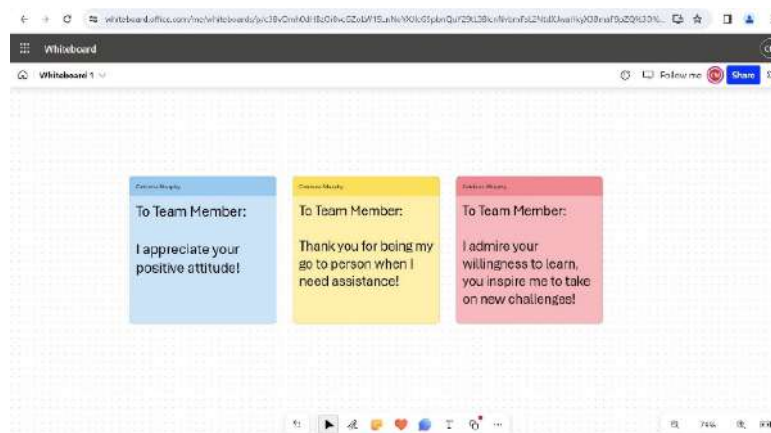 Whiteboard
Whiteboard 1
Follow me
Share
To Team Member:
I appreciate your
positive attitude!
To Team Member:
Thank you for being my
go to person when I
need assistance!
To Team Member:
I admire your
willingness to learn,
you inspire me to take
on new challenges!
74%